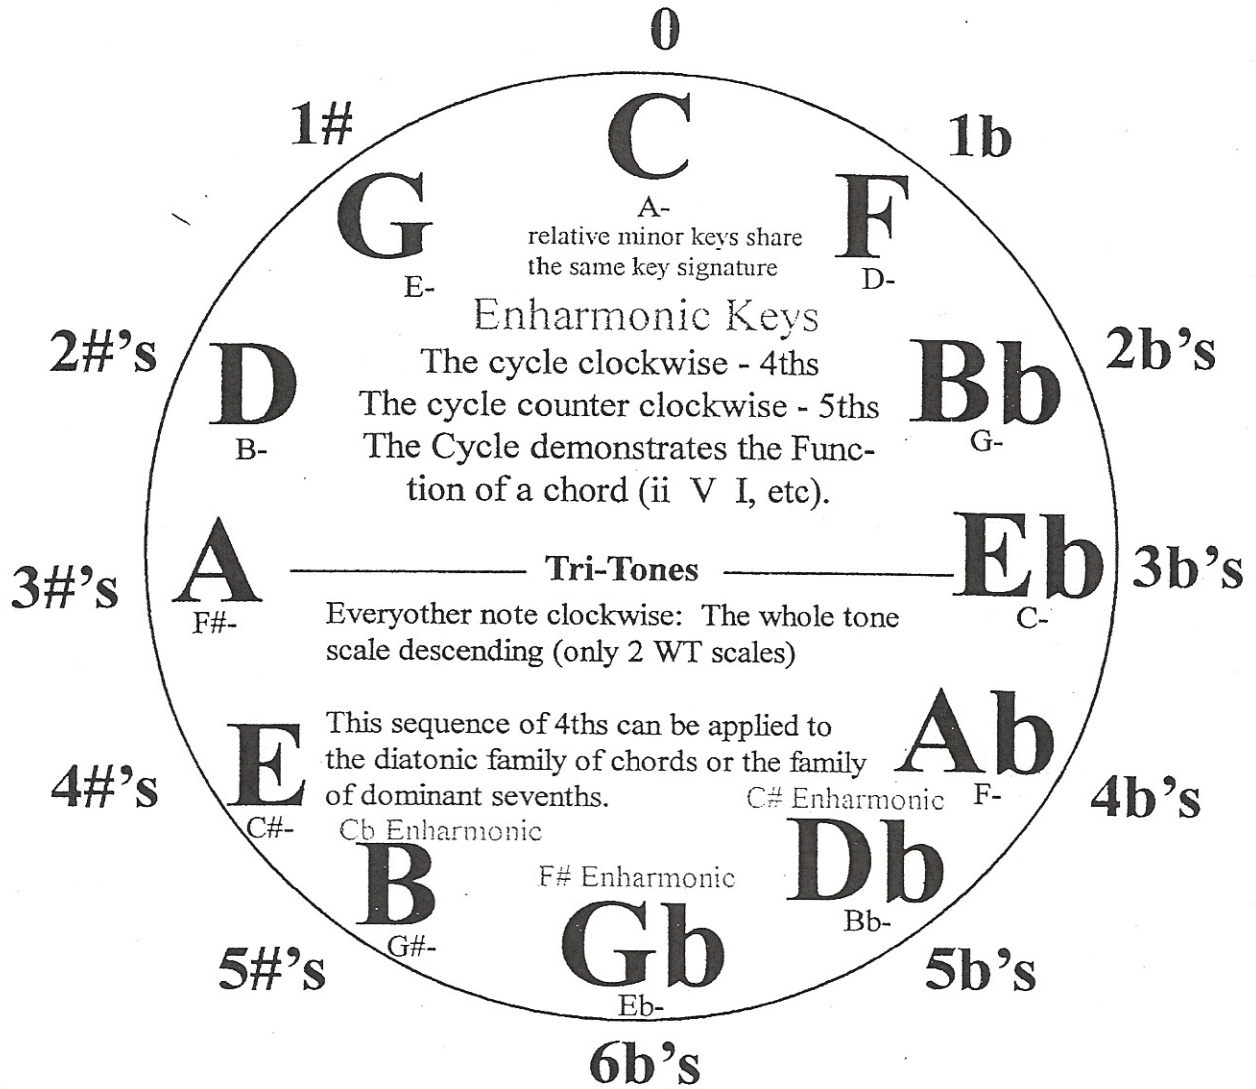 0
1#
C
1b
G
F
A-
relative minor keys share
the same key signature
E-
D-
Enharmonic Keys
2#'s
D
The cycle clockwise - 4ths
Bb
2b's
The cycle counter clockwise - 5ths
B-
The Cycle demonstrates the Func-
G-
tion of a chord (ii V I, etc).
3#'s
A
Tri-Tones
Eb
3b's
F#-
Everyother note clockwise: The whole tone
C-
scale descending (only 2 WT scales)
E
This sequence of 4ths can be applied to
Ab
the diatonic family of chords or the family
4#'s
of dominant sevenths.
C# Enharmonic
F-
4b's
C#-
Cb Enharmonic
B
F# Enharmonic
Db
G#-
Gb
Bb-
5#'s
5b's
Eb-
6b's